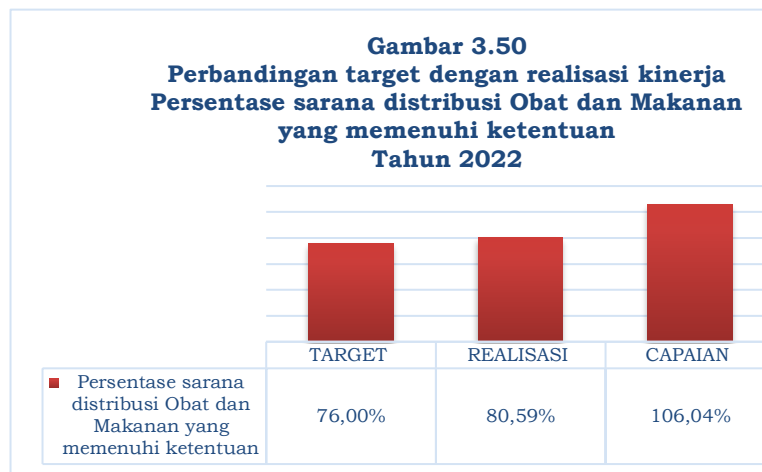 Gambar 3.50
Perbandingan target dengan realisasi kinerja
Persentase sarana distribusi Obat dan Makanan
yang memenuhi ketentuan
Tahun 2022
TARGET REALISASI CAPAIAN
Persentase sarana
distribusi Obat dan
Makanan yang
memenuhi ketentuan
76,00% 80,59% 106,04%